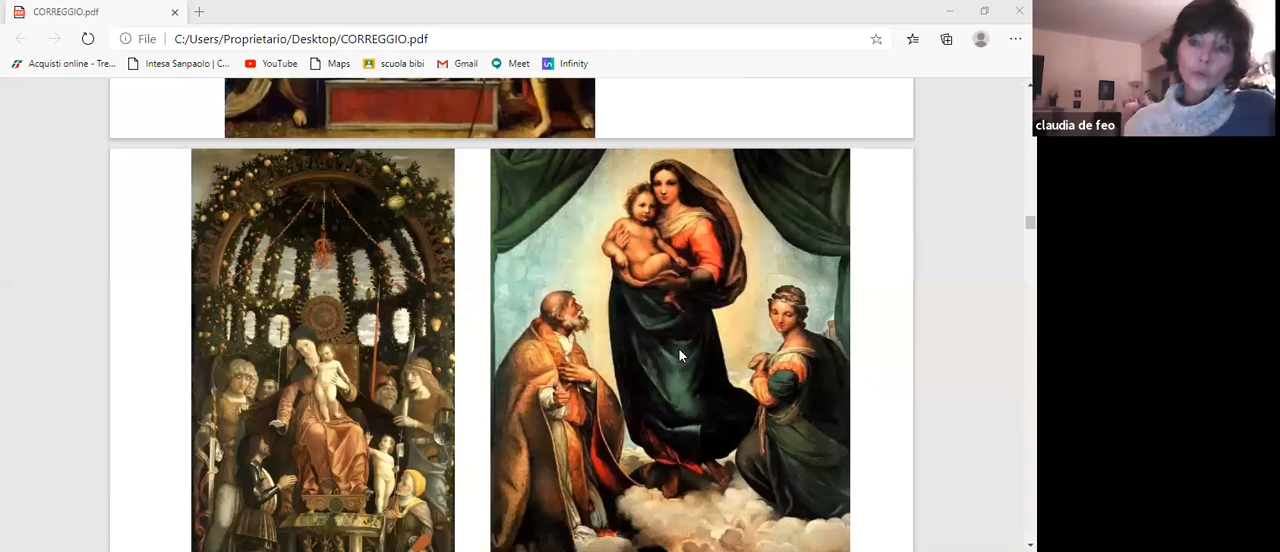 CORREGGIO.pdf
File C:/Users/Proprietario/Desktop/CORREGGIO.pdf
Acquisti online - Tre... Intesa Sanpaolo | C... YouTube Maps scuola bibi Gmail Meet Infinity
claudia de feo